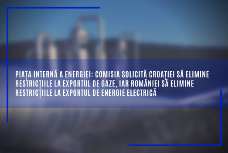 PIAȚA INTERNĂ A ENERGIEI: COMISIA SOLICITĂ CROAȚIEI SĂ ELIMINE
RESTRICȚIILE LA EXPORTUL DE GAZE, IAR ROMÂNIEI SĂ ELIMINE
RESTRICȚIILE LA EXPORTUL DE ENERGIE ELECTRICĂ